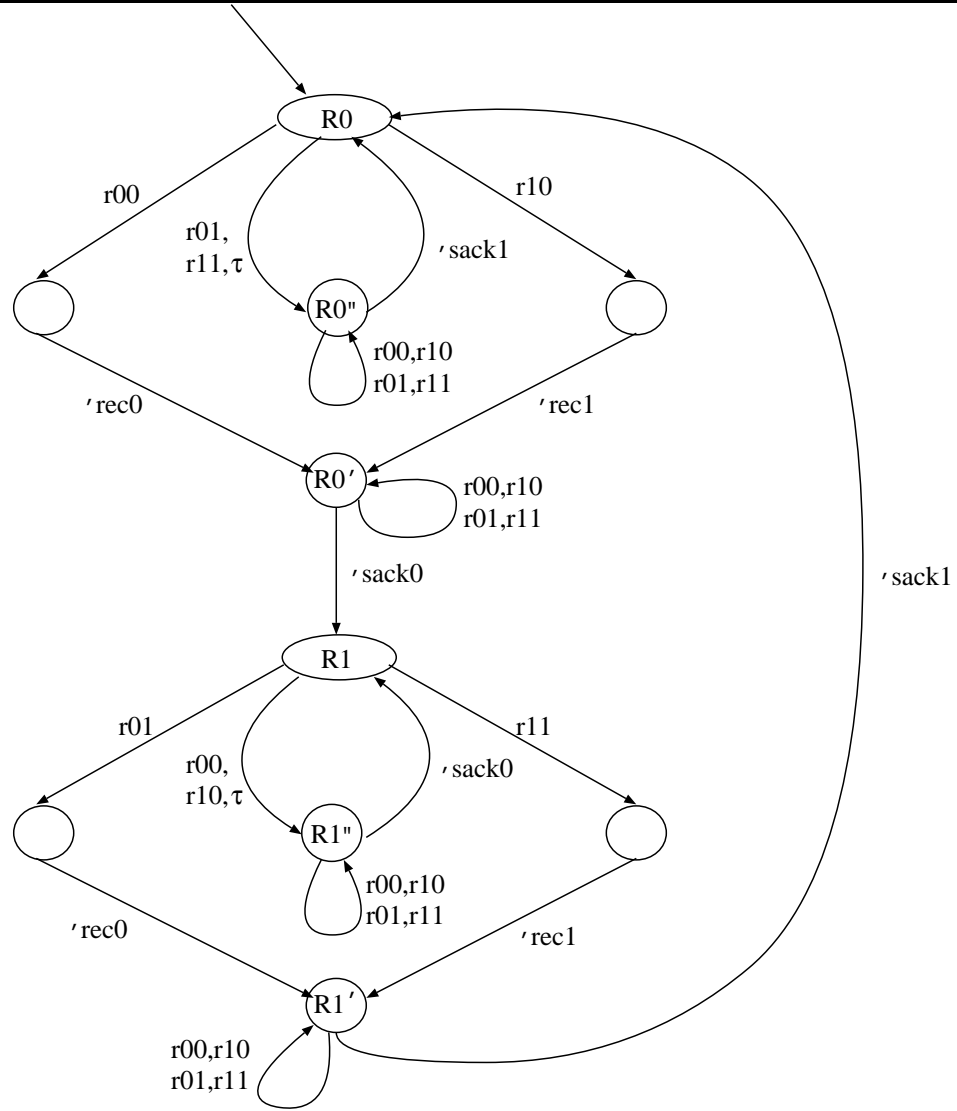 R0
r00
r10
r01,
r11,τ
′sack1
R0"
r00,r10
r01,r11
′rec0
′rec1
R0′
r00,r10
r01,r11
′sack0
′sack1
R1
r01
r11
r00,
r10,τ
′sack0
R1"
r00,r10
r01,r11
′rec0
′rec1
R1′
r00,r10
r01,r11